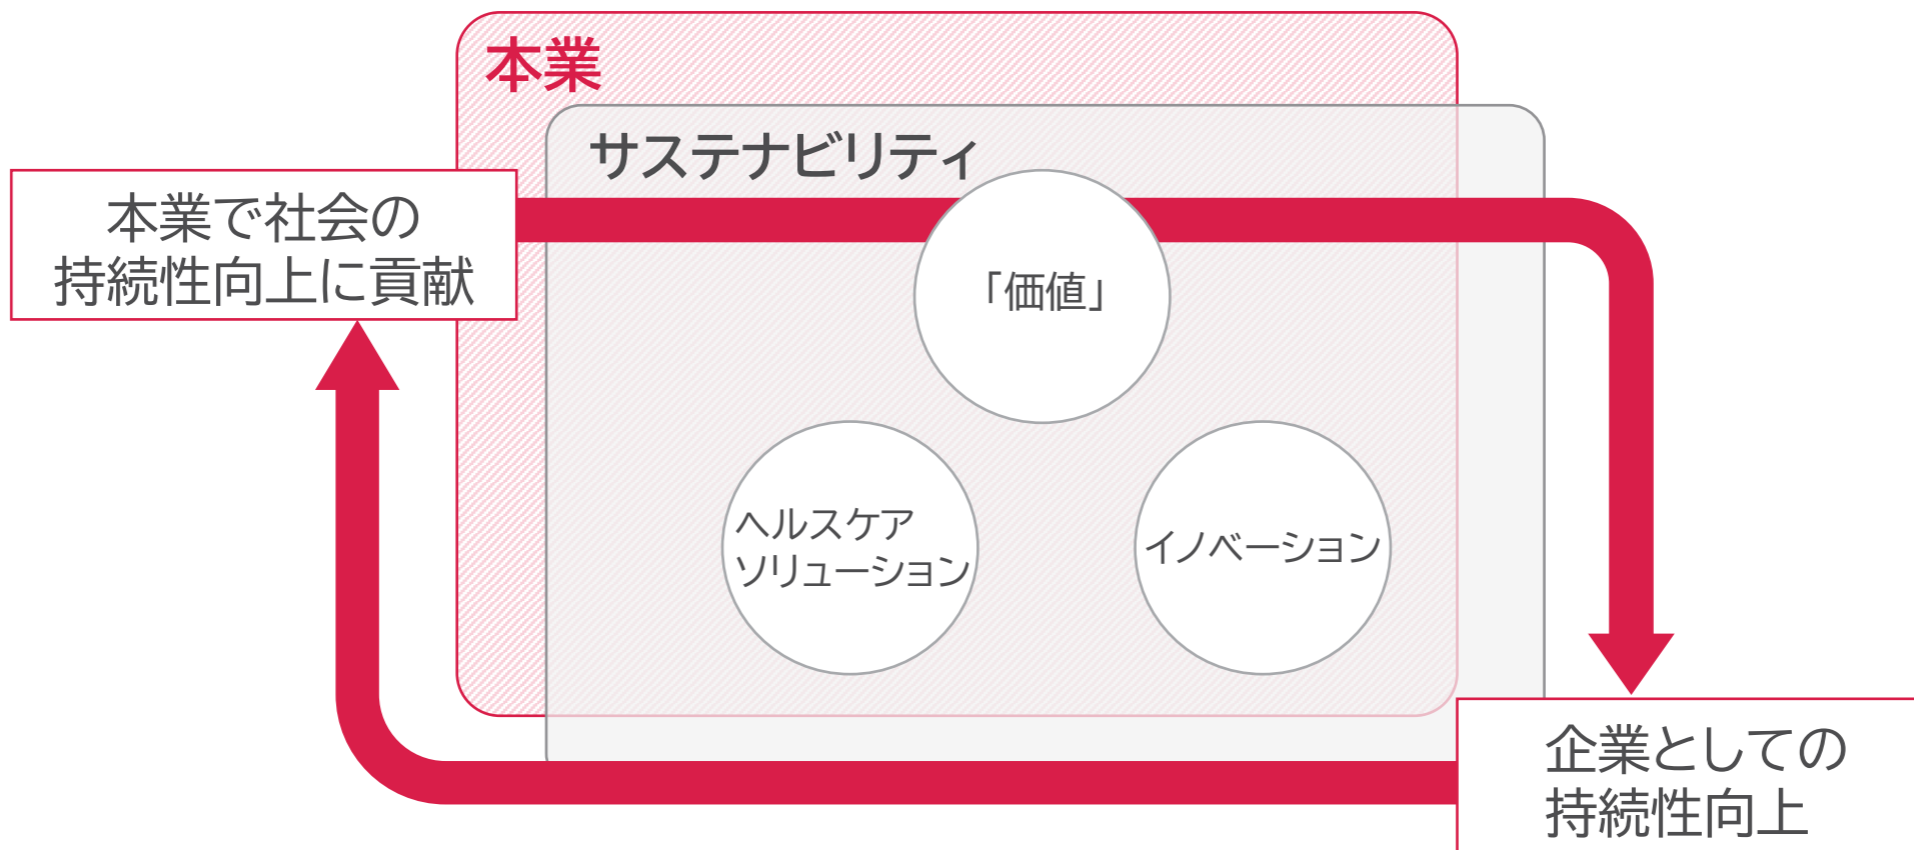 本業
サステナビリティ
本業で社会の
持続性向上に貢献
「価値」
ヘルスケア
ソリューション
イノベーション
企業としての
持続性向上